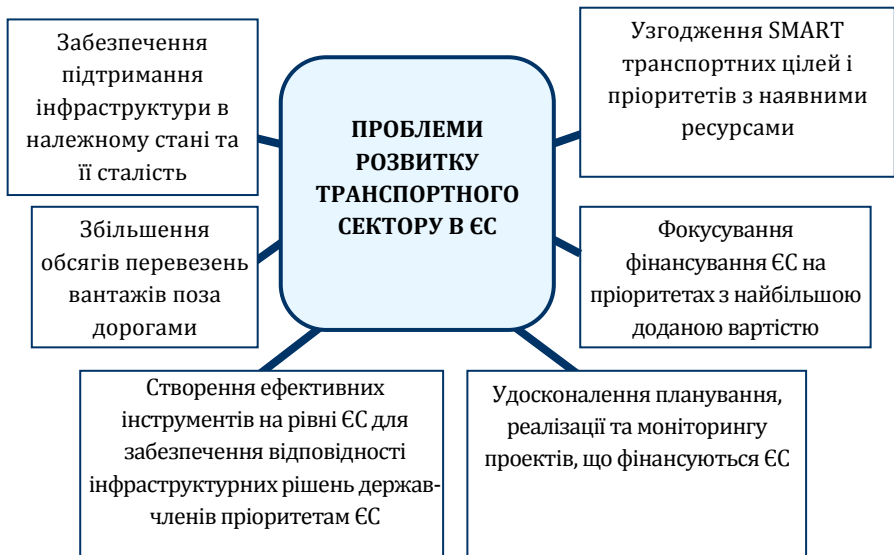 Забезпечення
підтримання
інфраструктури в
належному стані та
її сталість
ПРОБЛЕМИ
РОЗВИТКУ
ТРАНСПОРТНОГО
СЕКТОРУ В ЄС
Узгодження SMART
транспортних цілей і
пріоритетів з наявними
ресурсами
Збільшення
обсягів перевезень
вантажів поза
дорогами
Фокусування
фінансування ЄС на
пріоритетах з найбільшою
доданою вартістю
Створення ефективних
інструментів на рівні ЄС для
забезпечення відповідності
інфраструктурних рішень держав-
членів пріоритетам ЄС
Удосконалення планування,
реалізації та моніторингу
проектів, що фінансуються ЄС